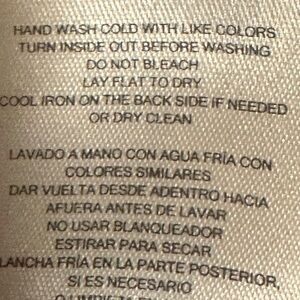 HAND WASH COLD WITH LIKE COLORS
TURN INSIDE OUT BEFORE WASHING
DO NOT BLEACH
LAY FLAT TO DRY
COOL IRON ON THE BACK SIDE IF NEEDED
OR DRY CLEAN
LAVADO A MANO CON AGUA FRÍA CON
COLORES SIMILARES
DAR VUELTA DESDE ADENTRO HACIA
AFUERA ANTES DE LAVAR
NO USAR BLANQUEADOR
ESTIRAR PARA SECAR
PLANCHA FRÍA EN LA PARTE POSTERIOR,
SI ES NECESARIO